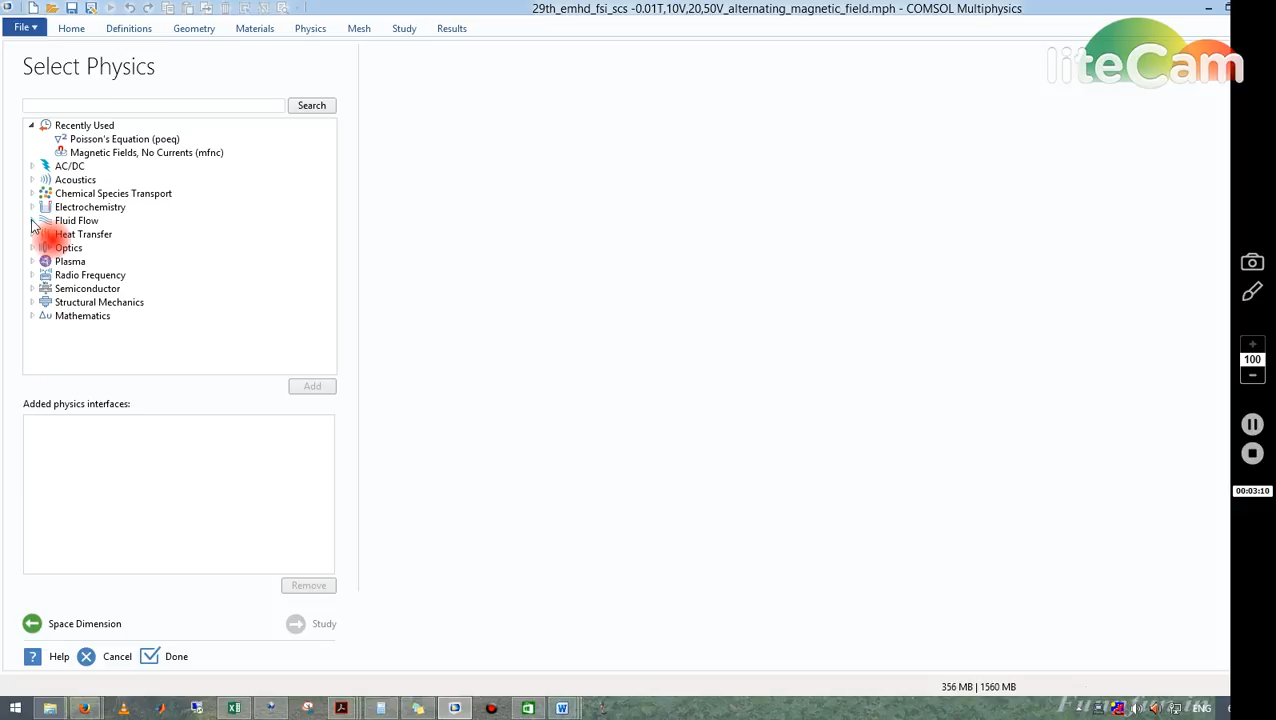 29th_emhd_fsi_scs -0.01T,10V,20,50V_alternating_magnetic_field.mph - COMSOL Multiphysics
File Home Definitions Geometry Materials Physics Mesh Study Results
liteCam
Select Physics
Search
Recently Used
Poisson's Equation (poeq)
Magnetic Fields, No Currents (mfnc)
AC/DC
Acoustics
Chemical Species Transport
Electrochemistry
Fluid Flow
Heat Transfer
Optics
Plasma
Radio Frequency
Semiconductor
Structural Mechanics
Mathematics
100
Add
Added physics interfaces:
00:03:10
Remove
Space Dimension
Study
Help Cancel Done
356 MB | 1560 MB
ENG